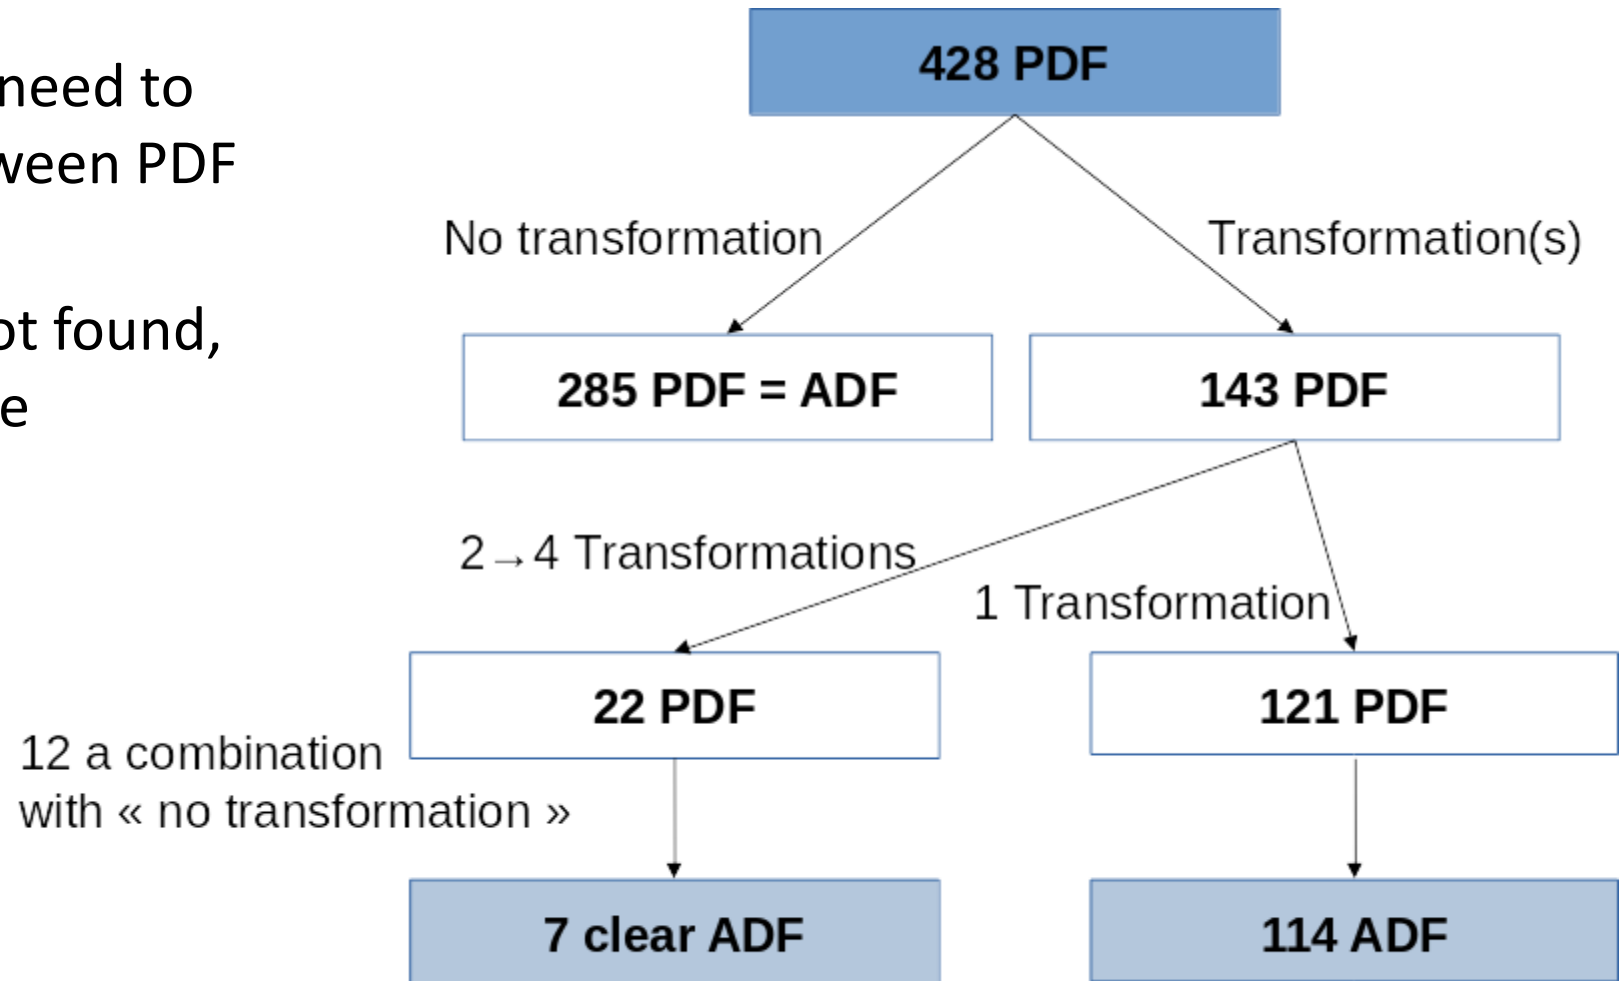 need to
ween PDF
ot found,
e
428 PDF
No transformation
Transformation(s)
285 PDF = ADF
143 PDF
2→4 Transformations
1 Transformation
22 PDF
121 PDF
12 a combination
with « no transformation »
7 clear ADF
114 ADF